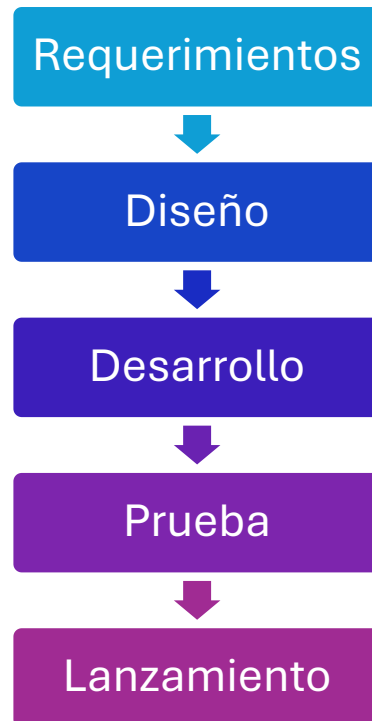 Requerimientos
Diseño
Desarrollo
Prueba
Lanzamiento